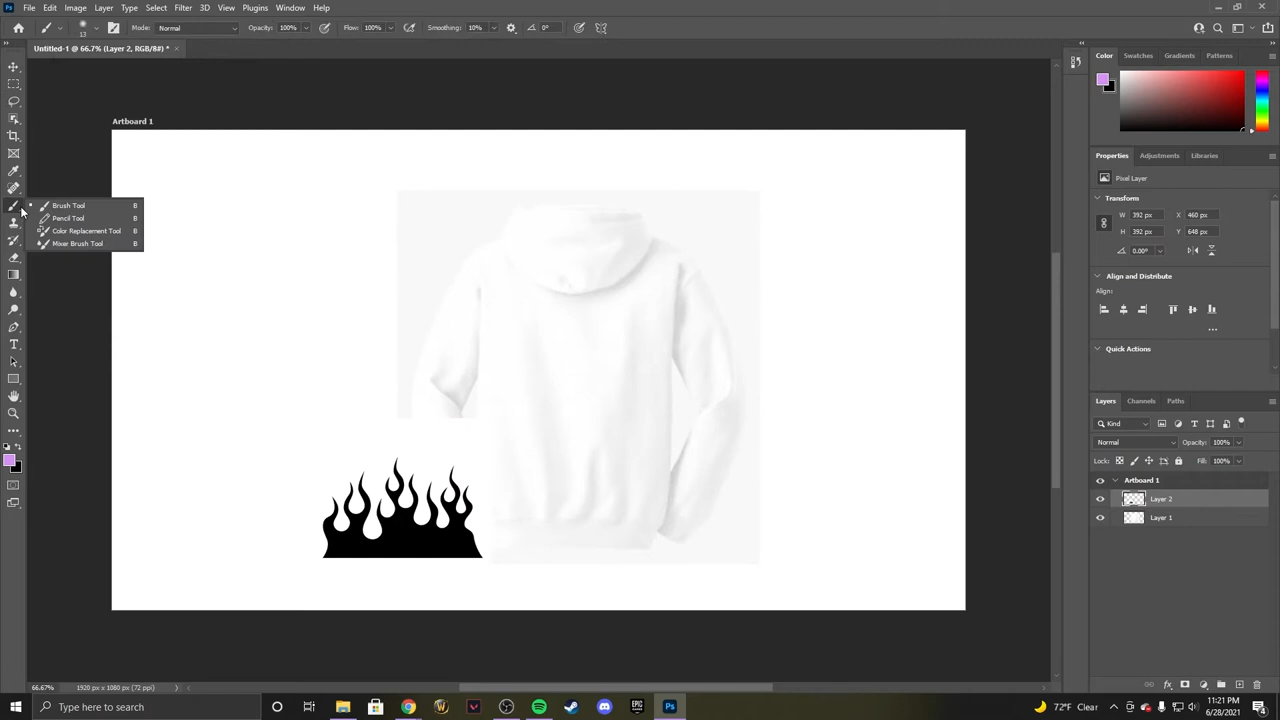 Ps File Edit Image Layer Type Select Filter 3D View Plugins Window Help
13 Mode: Normal Opacity: 100% Flow: 100% Smoothing: 10% 0°
Untitled-1 @ 66.7% (Layer 2, RGB/8#) *
Color Swatches Gradients Patterns
Artboard 1
Properties Adjustments Libraries
Pixel Layer
Transform
W: 392 px X: 460 px
H: 392 px Y: 648 px
0.00°
Brush Tool B
Pencil Tool B
Color Replacement Tool B
Mixer Brush Tool B
Align and Distribute
Align:
Quick Actions
Layers Channels Paths
Kind
Normal Opacity: 100%
Lock: Fill: 100%
Artboard 1
Layer 2
Layer 1
66.67% 1920 px x 1080 px (72 ppi)
Type here to search
Ps
72°F Clear
11:21 PM
6/28/2021